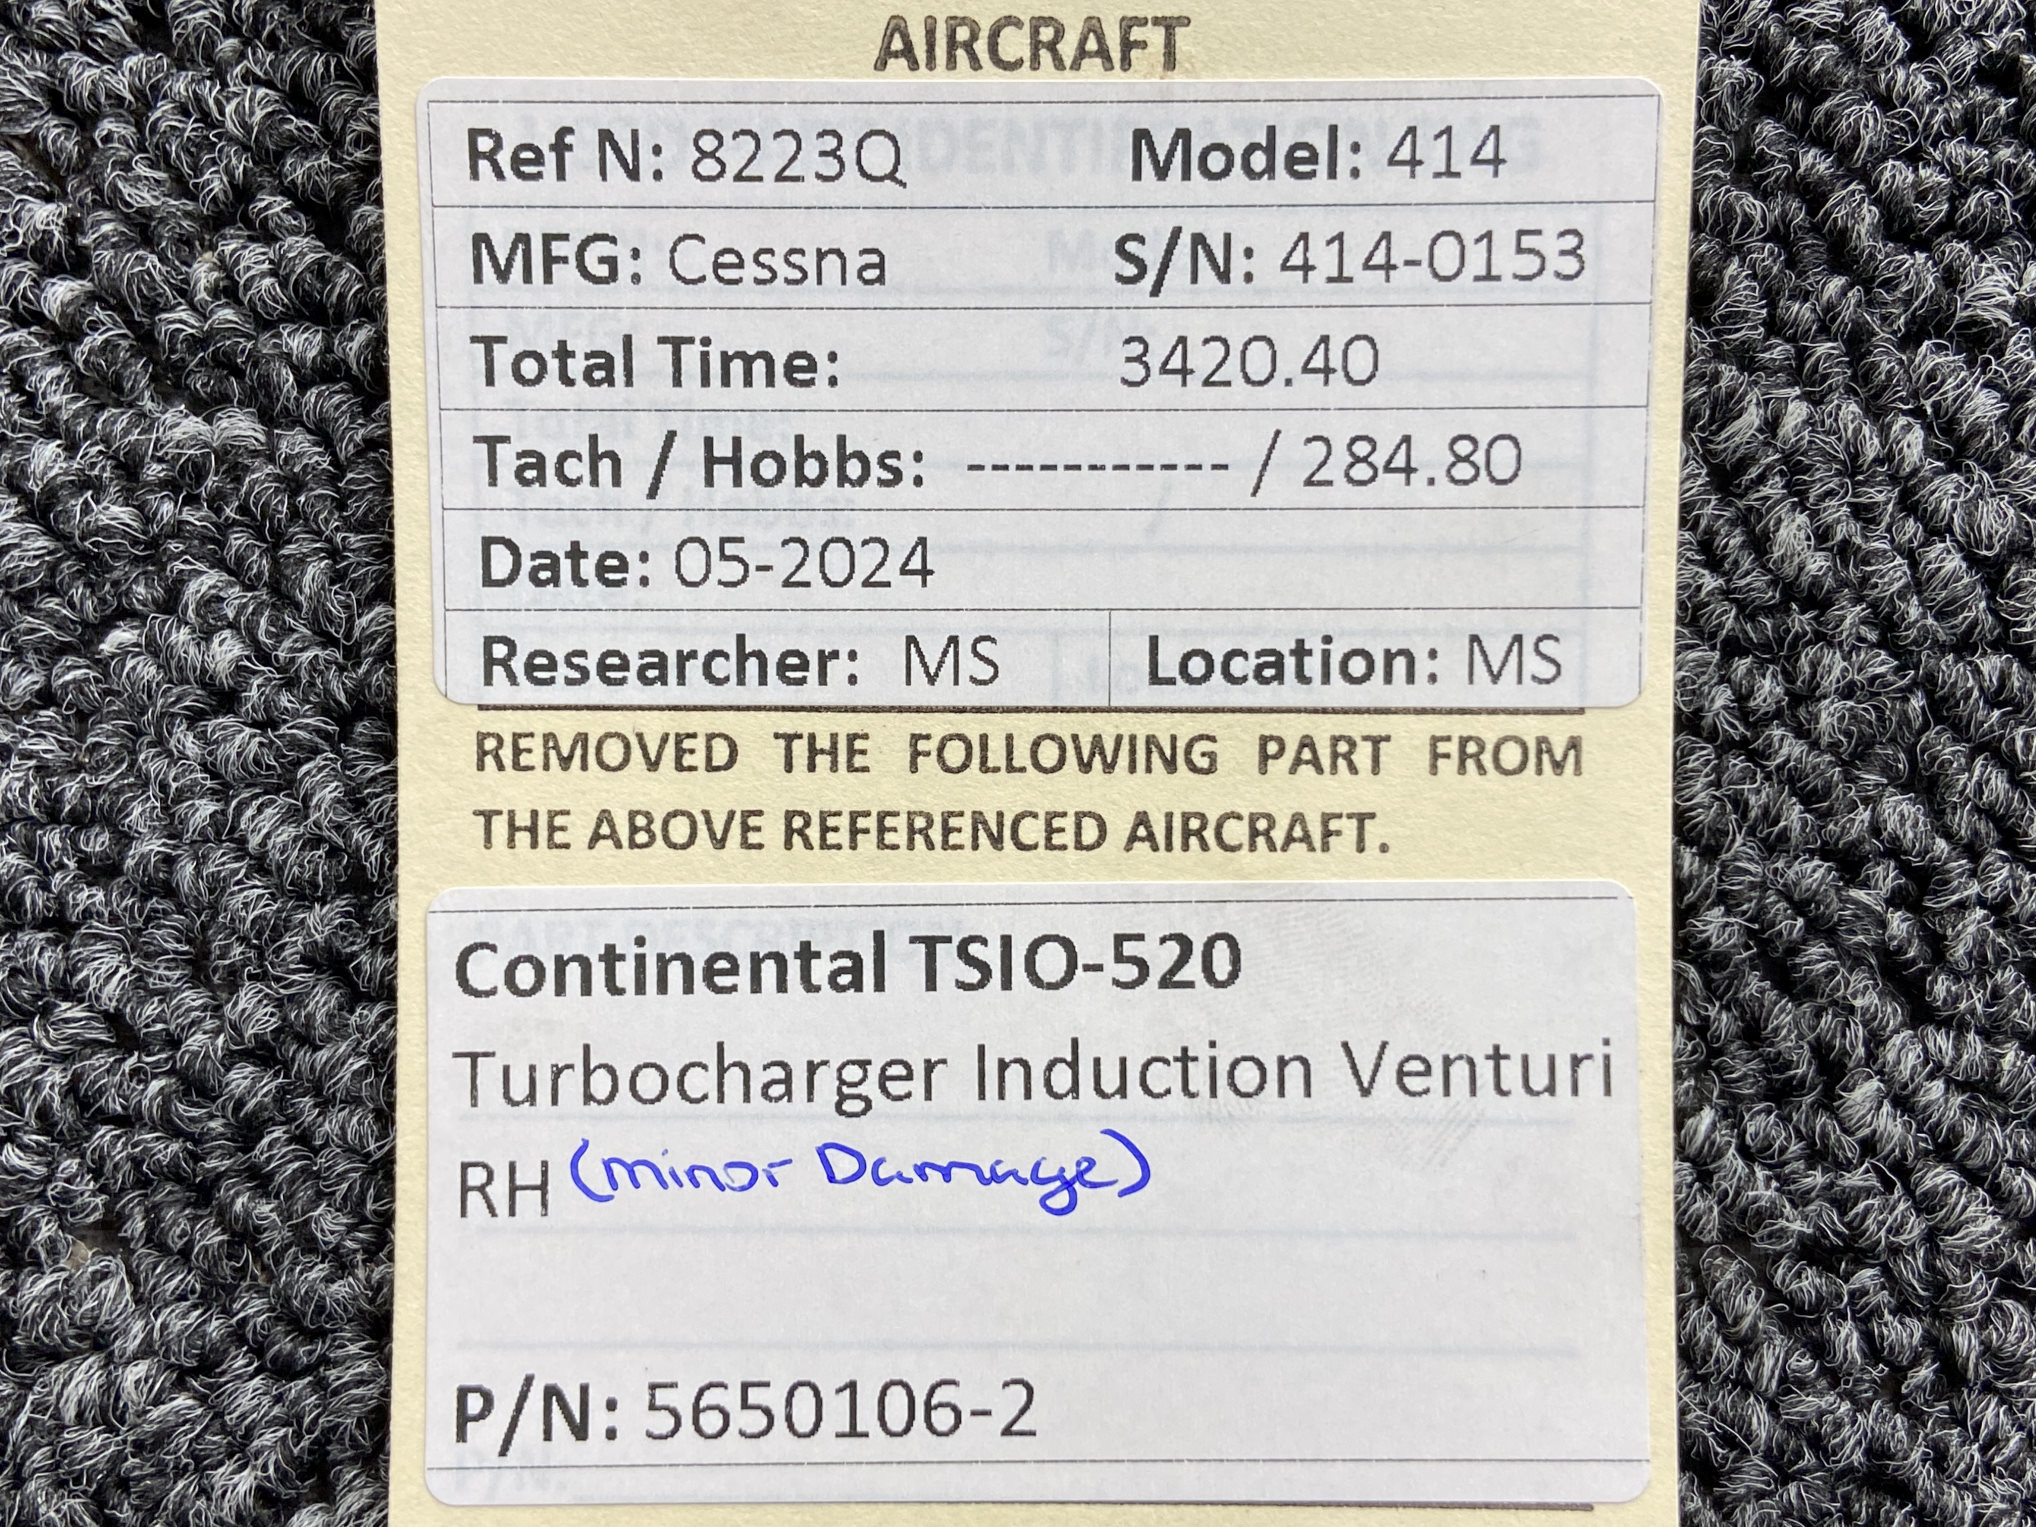 AIRCRAFT
Ref N: 8223Q Model: 414
MFG: Cessna S/N: 414-0153
Total Time: 3420.40
Tach / Hobbs: ----------- / 284.80
Date: 05-2024
Researcher: MS Location: MS
REMOVED THE FOLLOWING PART FROM
THE ABOVE REFERENCED AIRCRAFT.
Continental TSIO-520
Turbocharger Induction Venturi
RH (minor Damage)
P/N: 5650106-2